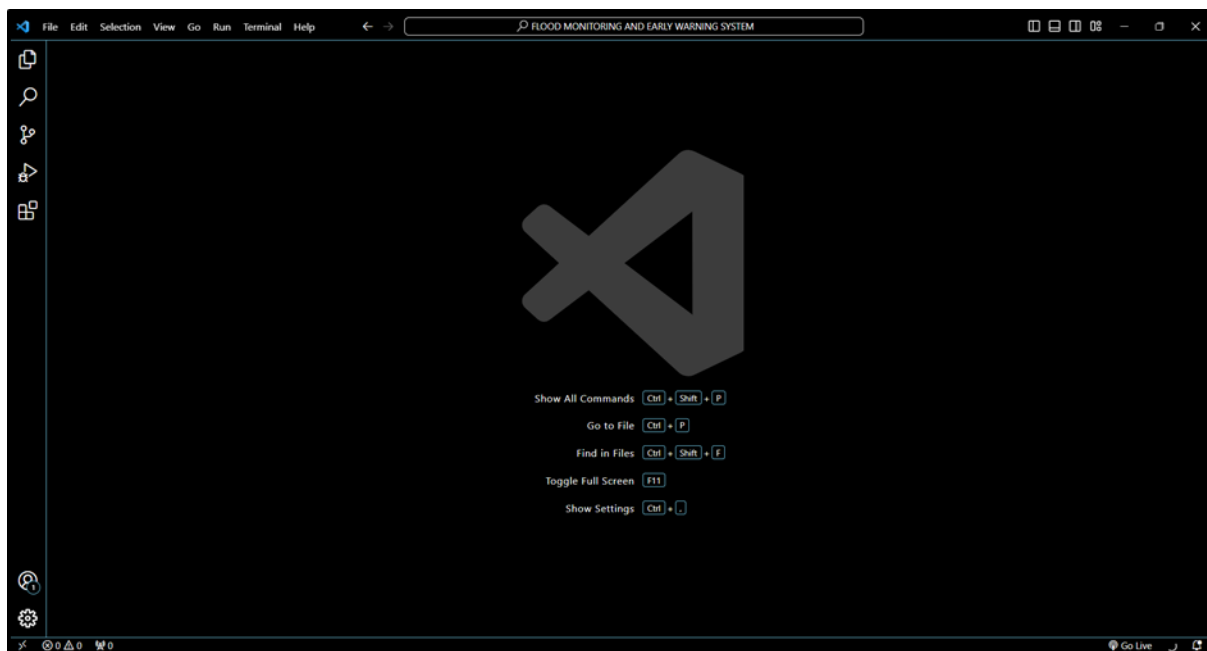 File Edit Selection View Go Run Terminal Help FLOOD MONITORING AND EARLY WARNING SYSTEM
Show All Commands Ctrl + Shift + P
Go to File Ctrl + P
Find in Files Ctrl + Shift + F
Toggle Full Screen F11
Show Settings Ctrl + ,
1
0 0 0 Go Live